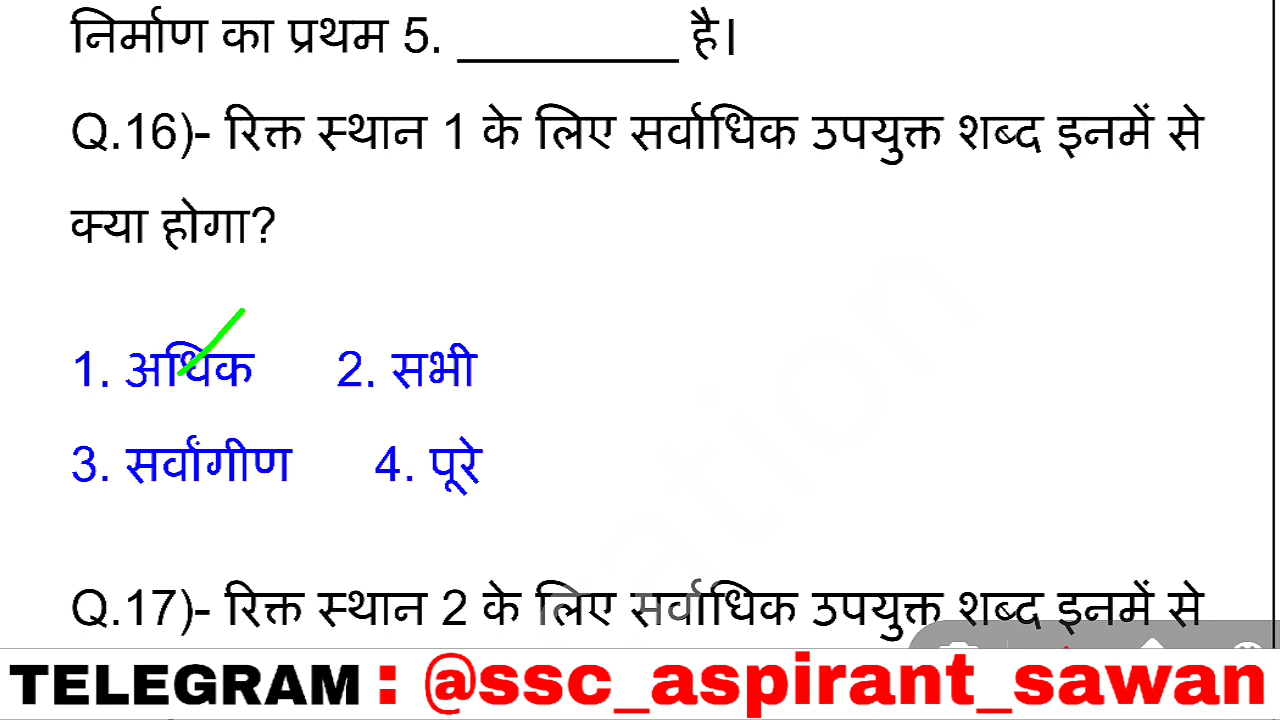 निर्माण का प्रथम 5. _________ है।
Q.16)- रिक्त स्थान 1 के लिए सर्वाधिक उपयुक्त शब्द इनमें से
क्या होगा?
1. अधिक 2. सभी
3. सर्वांगीण 4. पूरे
Q.17)- रिक्त स्थान 2 के लिए सर्वाधिक उपयुक्त शब्द इनमें से
TELEGRAM : @ssc_aspirant_sawan